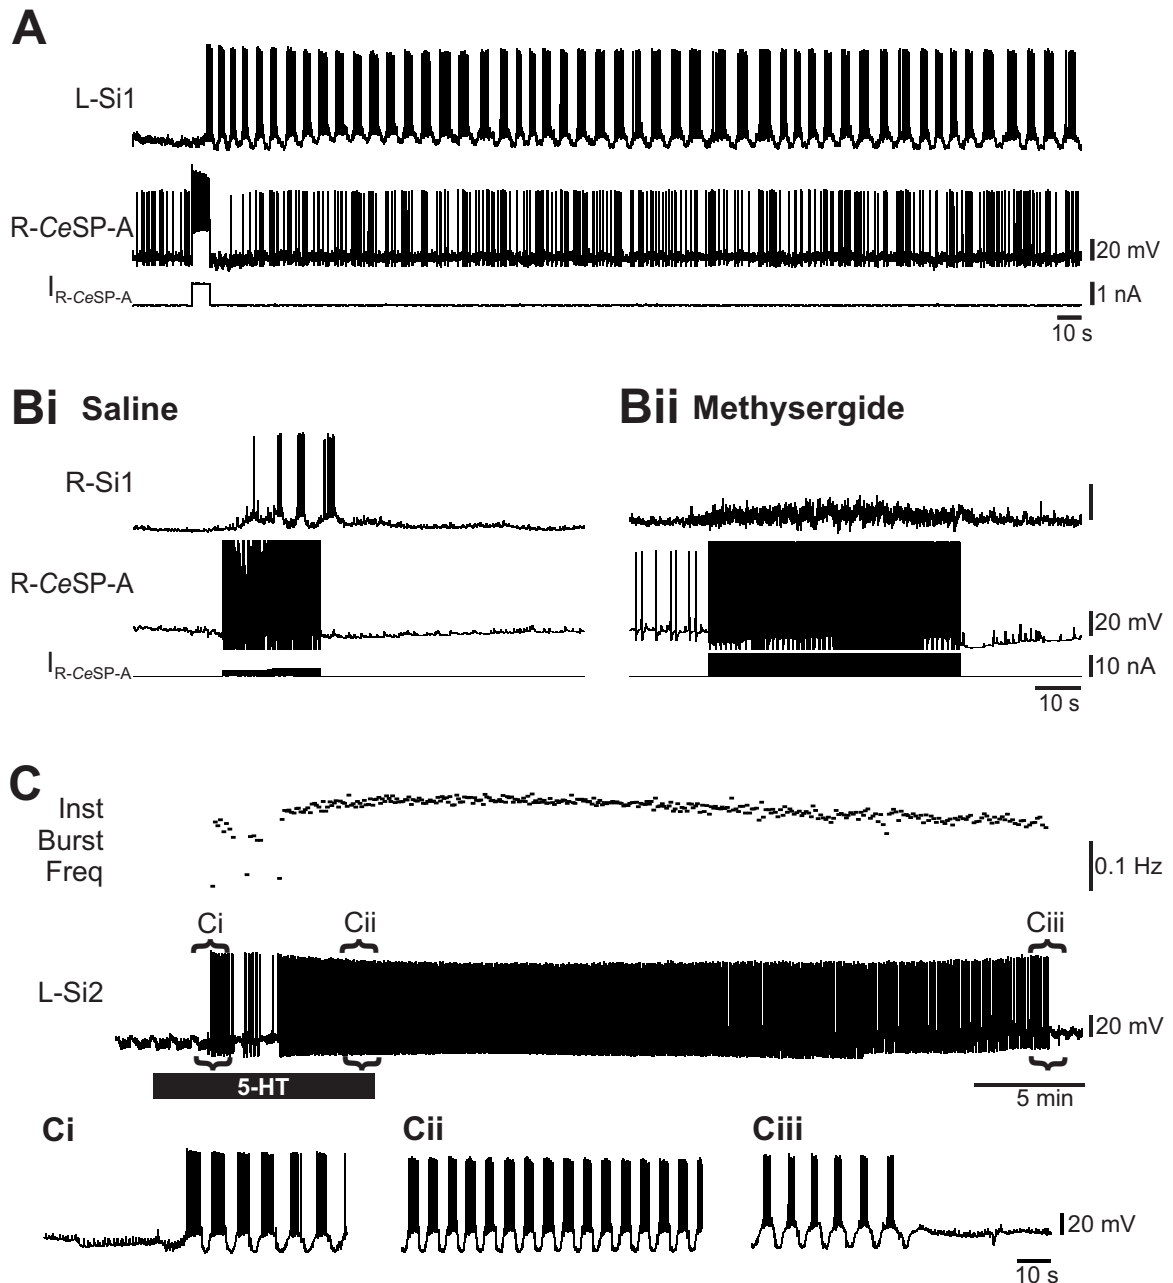 A
L-Si1
R-CeSP-A
20 mV
I R-CeSP-A
1 nA
10 s
Bi Saline
Bii Methysergide
R-Si1
R-CeSP-A
20 mV
I R-CeSP-A
10 nA
10 s
C
Inst
Burst
Freq
0.1 Hz
Ci
Cii
Ciii
L-Si2
20 mV
5-HT
5 min
Ci
Cii
Ciii
20 mV
10 s